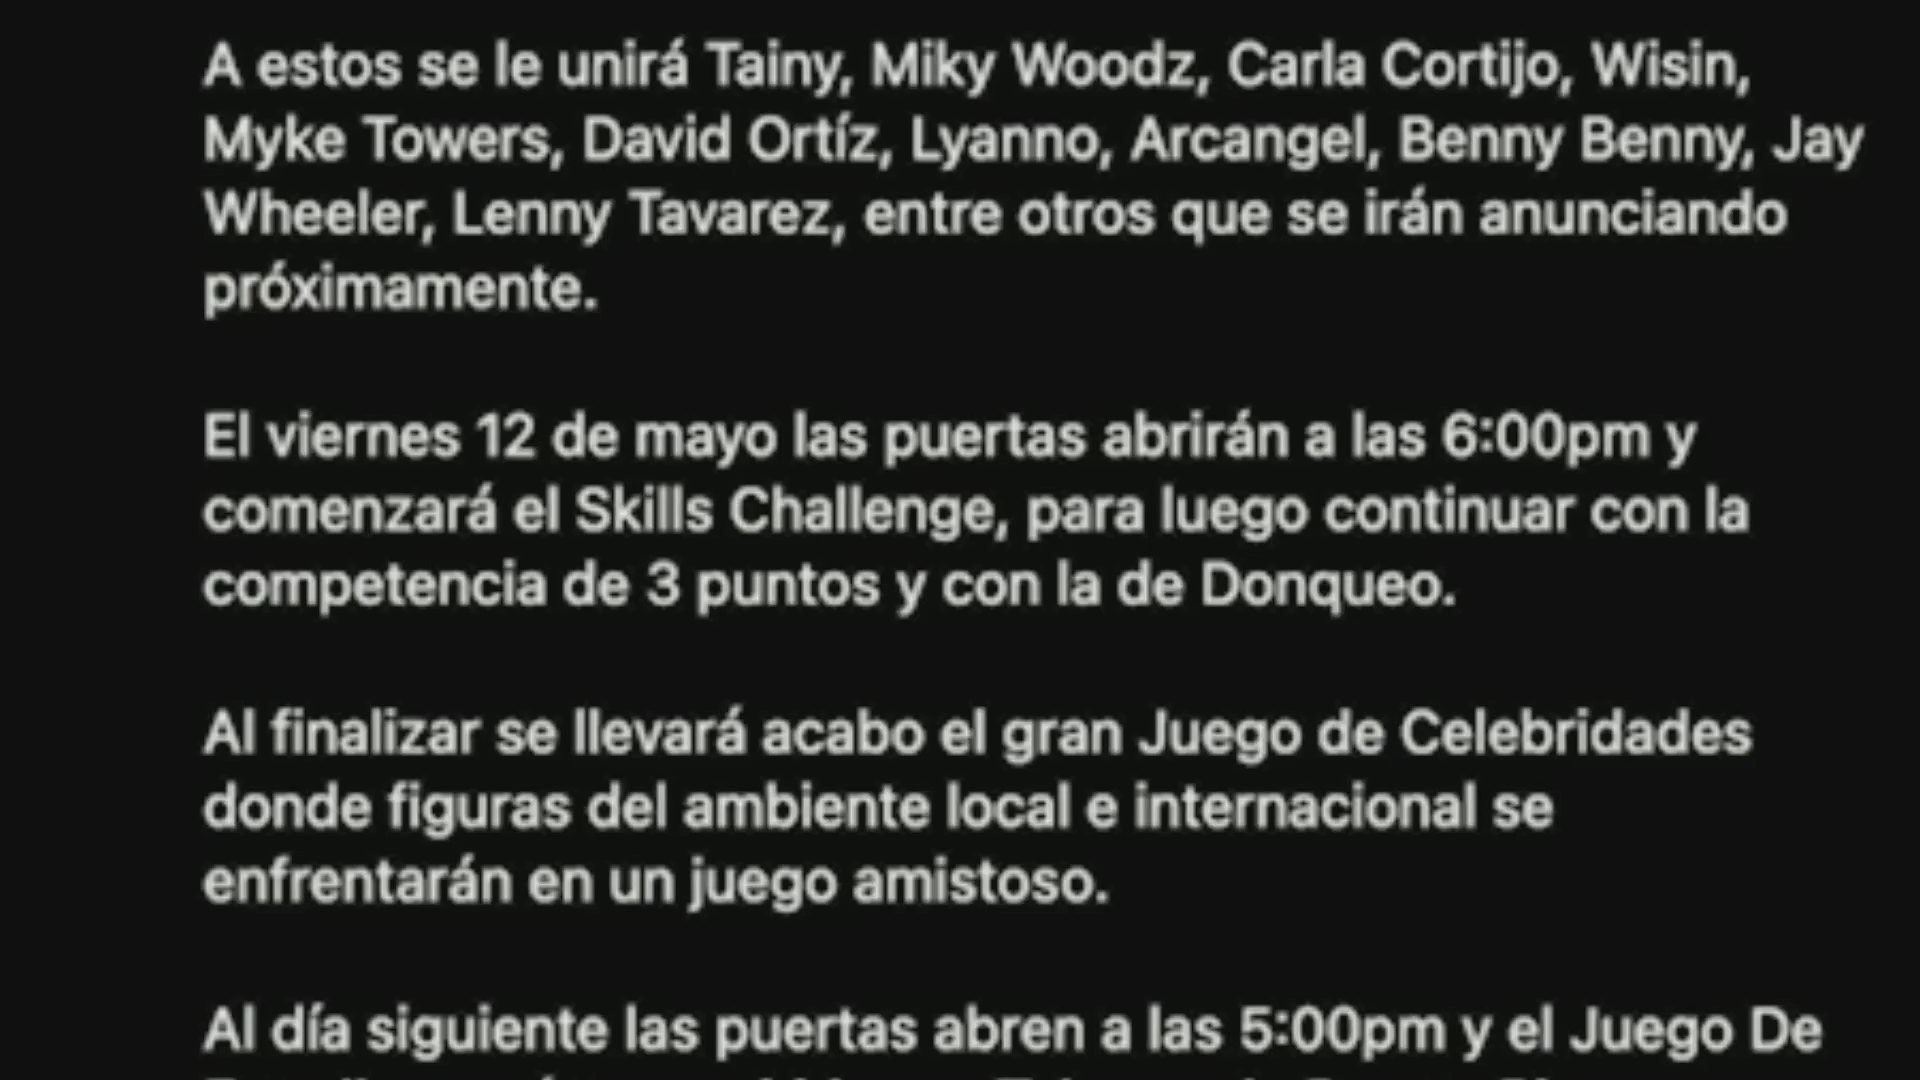 A estos se le unirá Tainy, Miky Woodz, Carla Cortijo, Wisin,
Myke Towers, David Ortíz, Lyanno, Arcangel, Benny Benny, Jay
Wheeler, Lenny Tavarez, entre otros que se irán anunciando
próximamente.
El viernes 12 de mayo las puertas abrirán a las 6:00pm y
comenzará el Skills Challenge, para luego continuar con la
competencia de 3 puntos y con la de Donqueo.
Al finalizar se llevará acabo el gran Juego de Celebridades
donde figuras del ambiente local e internacional se
enfrentarán en un juego amistoso.
Al día siguiente las puertas abren a las 5:00pm y el Juego De